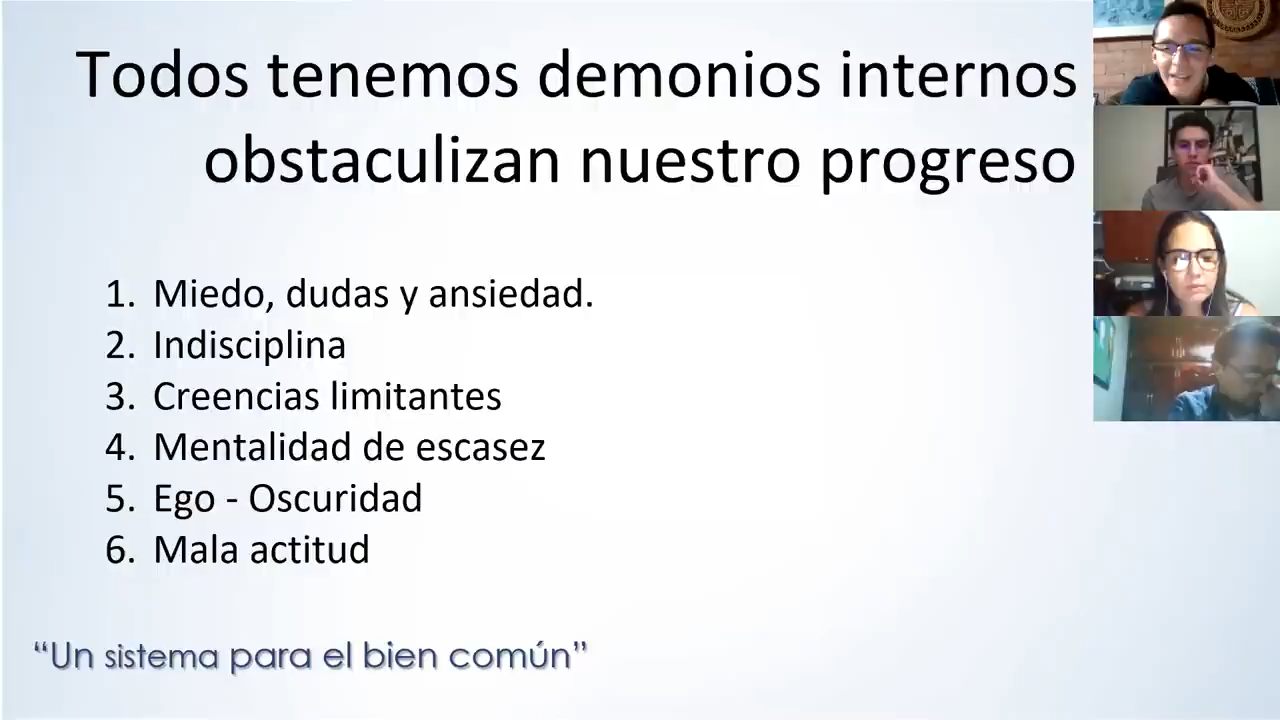 Todos tenemos demonios internos
obstaculizan nuestro progreso
1. Miedo, dudas y ansiedad.
2. Indisciplina
3. Creencias limitantes
4. Mentalidad de escasez
5. Ego - Oscuridad
6. Mala actitud
“Un sistema para el bien común”